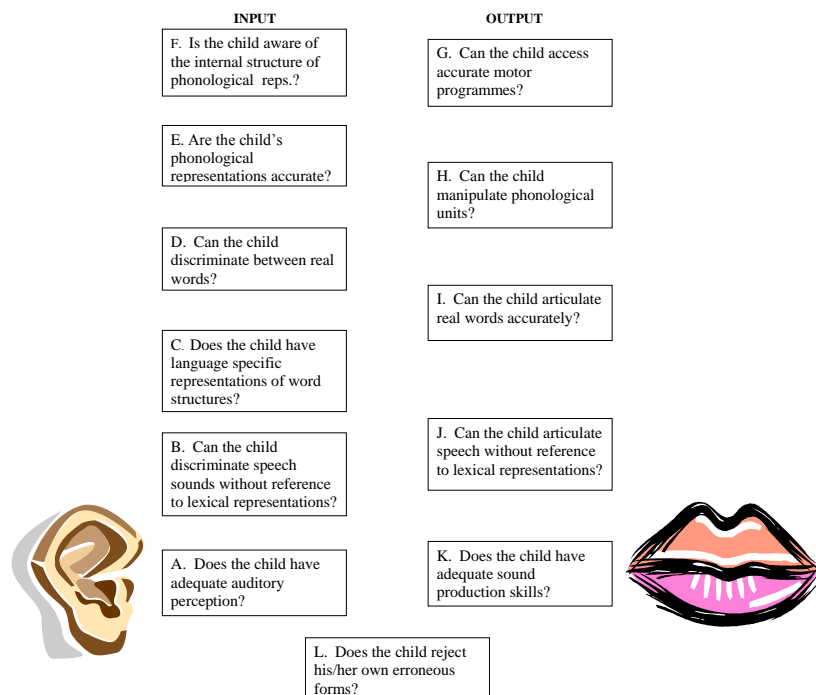 INPUT
F. Is the child aware of
the internal structure of
phonological reps.?
E. Are the child's
phonological
representations accurate?
D. Can the child
discriminate between real
words?
C. Does the child have
language specific
representations of word
structures?
B. Can the child
discriminate speech
sounds without reference
to lexical representations?
A. Does the child have
adequate auditory
perception?
OUTPUT
G. Can the child access
accurate motor
programmes?
H. Can the child
manipulate phonological
units?
I. Can the child articulate
real words accurately?
J. Can the child articulate
speech without reference
to lexical representations?
K. Does the child have
adequate sound
production skills?
L. Does the child reject
his/her own erroneous
forms?